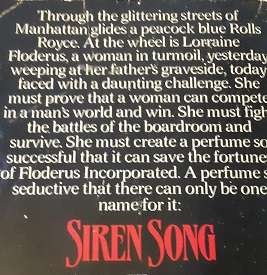 Through the glittering streets of
Manhattan glides a peacock blue Rolls
Royce. At the wheel is Lorraine
Floderus, a woman in turmoil, yesterday
weeping at her father's graveside, today
faced with a daunting challenge. She
must prove that a woman can compete
in a man's world and win. She must figh
the battles of the boardroom and
survive. She must create a perfume so
successful that it can save the fortune
of Floderus Incorporated. A perfume s
seductive that there can only be one
name for it:
SIREN SONG